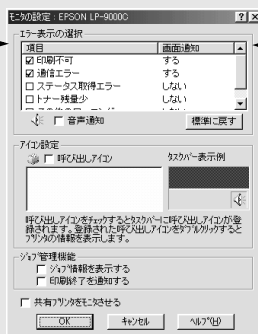 モニタの設定 : EPSON LP-9000C
エラー表示の選択
項目 画面通知
印刷不可 する
通信エラー する
ステータス取得エラー しない
トナー残量少 しない
音声通知 標準に戻す
アイコン設定
呼び出しアイコン タスクバー表示例
呼び出しアイコンをチェックするとタスクバーに呼び出しアイコンが登
録されます。登録された呼び出しアイコンをダブルクリックすると
プリンタの情報を表示します。
ジョブ管理機能
ジョブ情報を表示する
印刷終了を通知する
共有プリンタをモニタさせる
OK キャンセル ヘルプ(H)